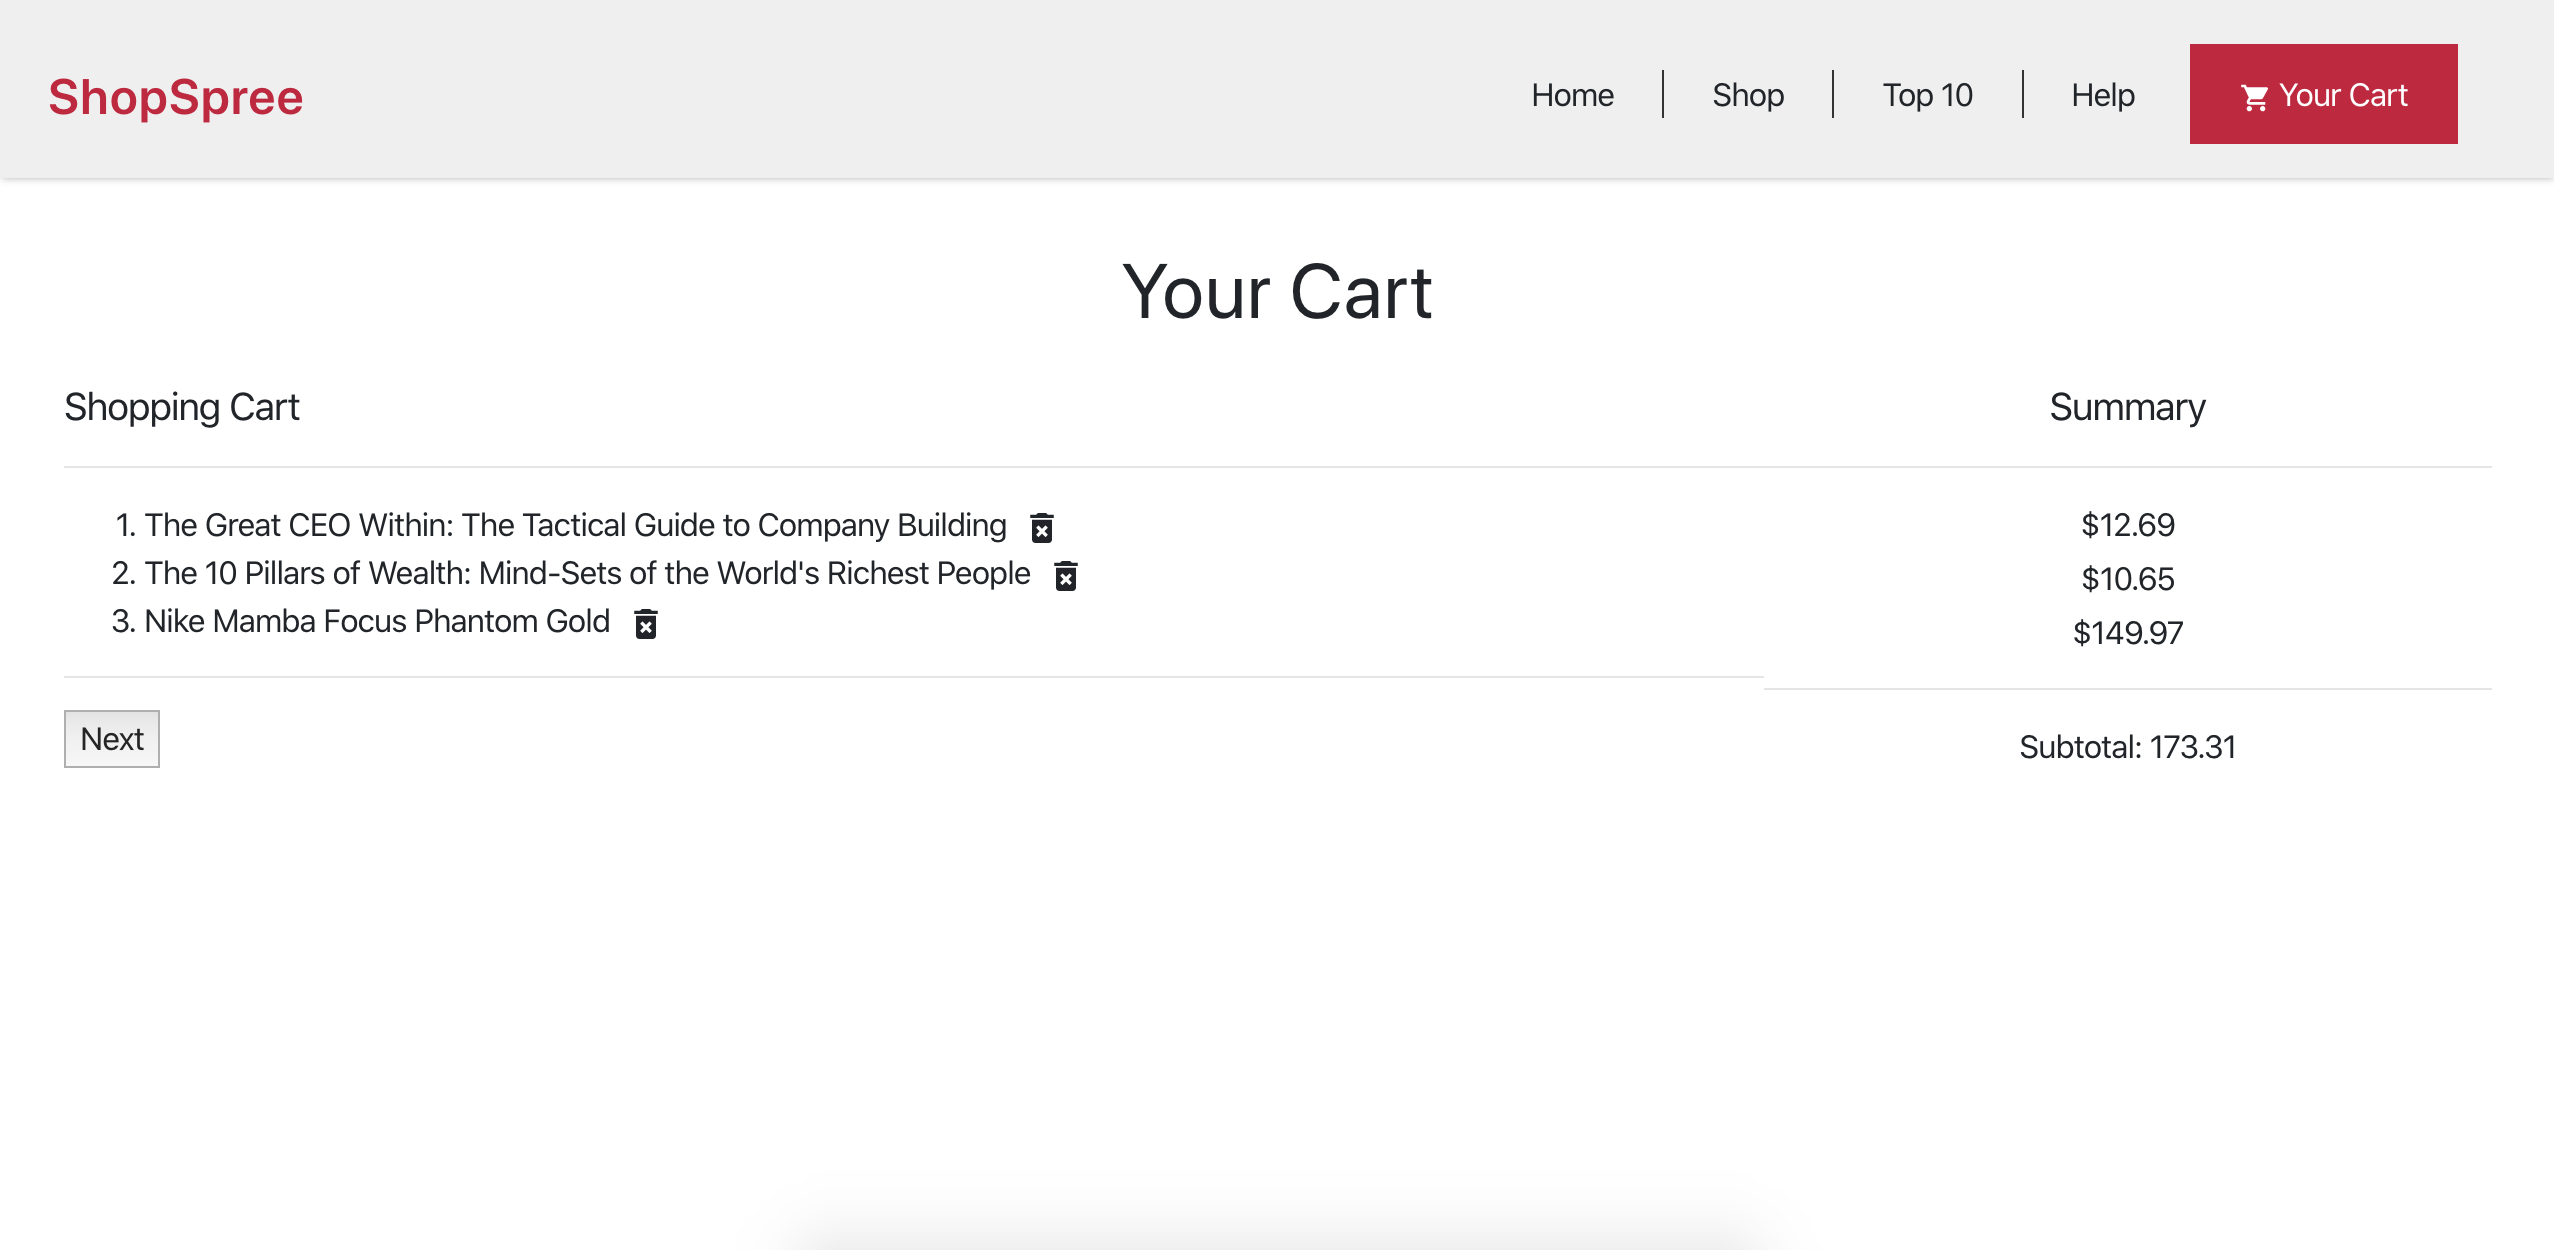 ShopSpree
Home
Shop
Top 10
Help
Your Cart
Your Cart
Shopping Cart
Summary
1. The Great CEO Within: The Tactical Guide to Company Building
$12.69
2. The 10 Pillars of Wealth: Mind-Sets of the World's Richest People
$10.65
3. Nike Mamba Focus Phantom Gold
$149.97
Next
Subtotal: 173.31